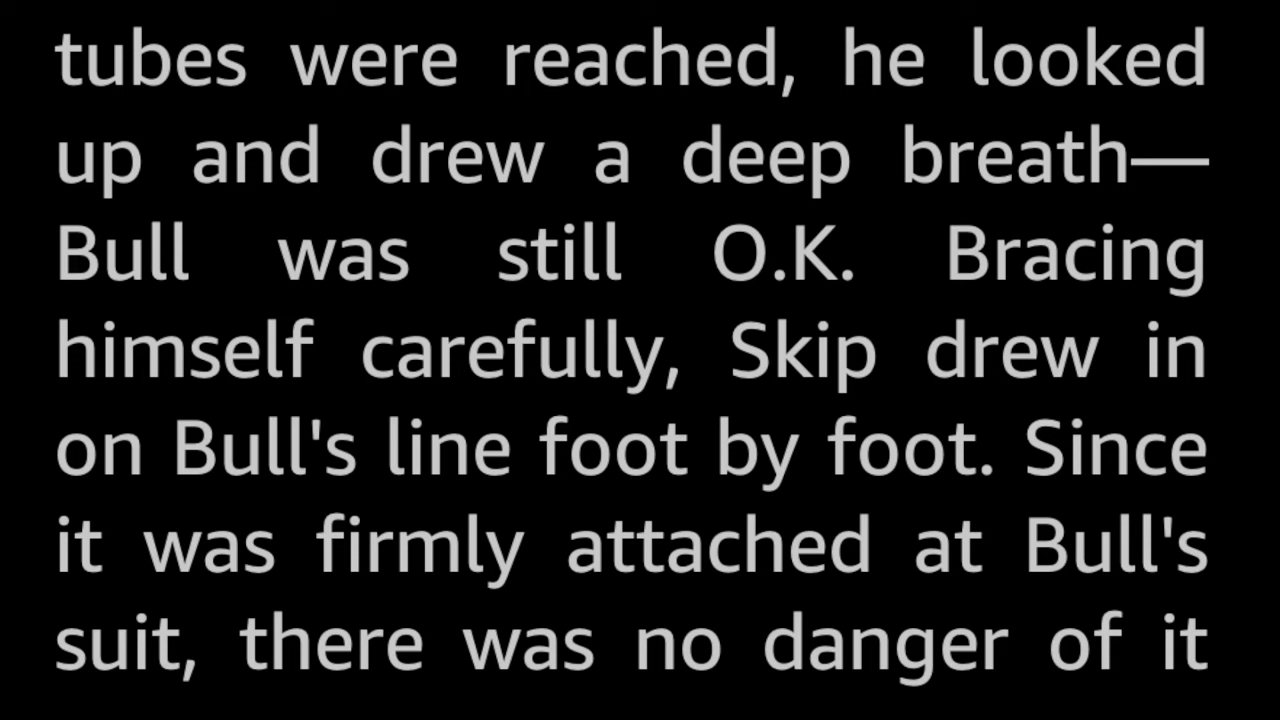 tubes were reached, he looked
up and drew a deep breath—
Bull was still O.K. Bracing
himself carefully, Skip drew in
on Bull's line foot by foot. Since
it was firmly attached at Bull's
suit, there was no danger of it